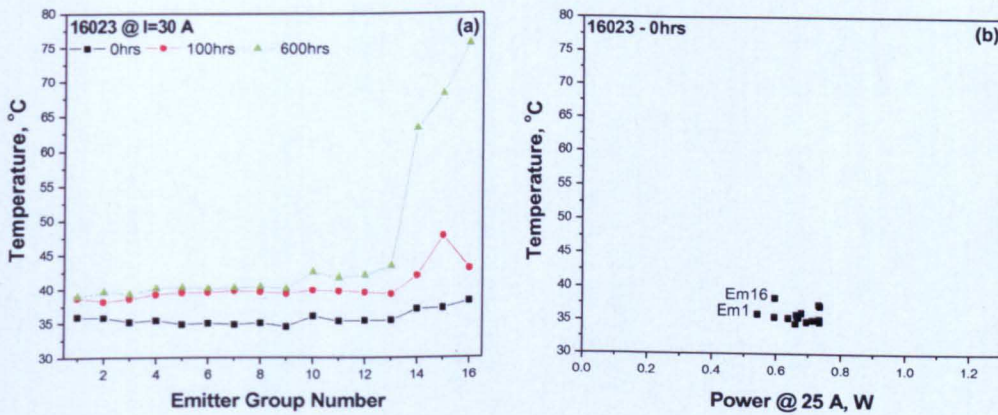 16023 @ I=30 A
(a)
0hrs 100hrs 600hrs
Temperature, °C
80
75
70
65
60
55
50
45
40
35
30
2 4 6 8 10 12 14 16
Emitter Group Number
16023 - 0hrs
(b)
Temperature, °C
80
75
70
65
60
55
50
45
40
35
30
Em16
Em1
0.0 0.2 0.4 0.6 0.8 1.0 1.2
Power @ 25 A, W